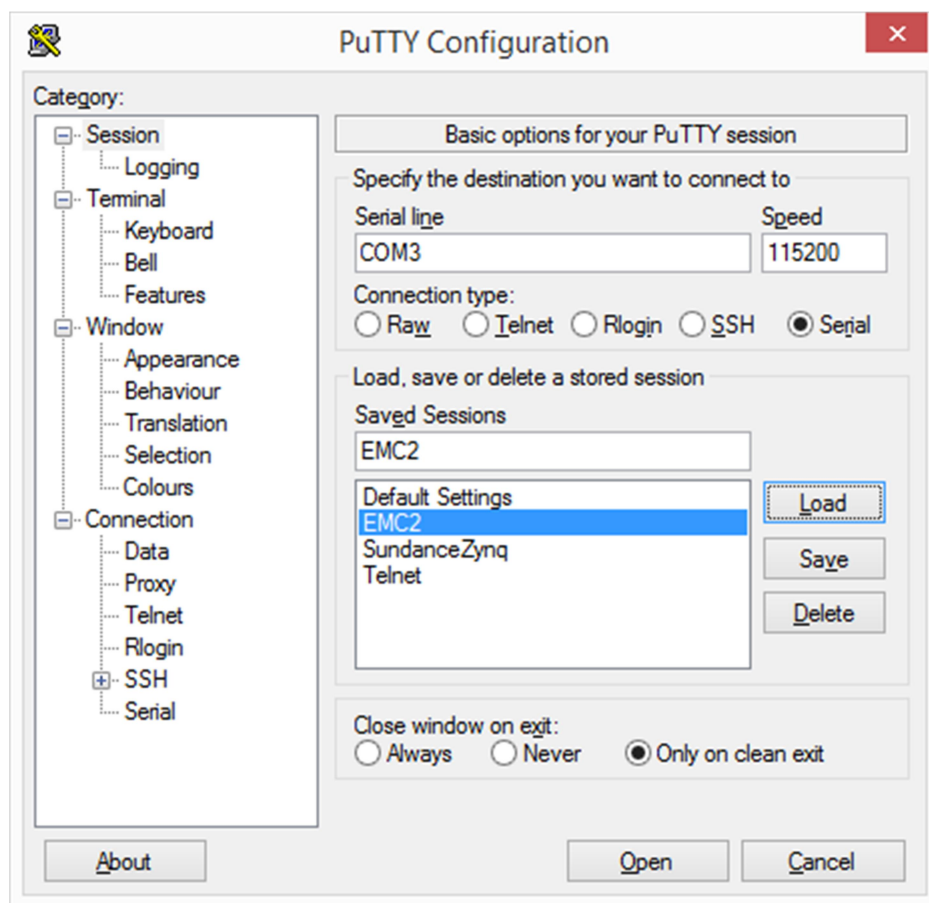 PuTTY Configuration
Category:
Session
Logging
Terminal
Keyboard
Bell
Features
Window
Appearance
Behaviour
Translation
Selection
Colours
Connection
Data
Proxy
Telnet
Rlogin
SSH
Serial
Basic options for your PuTTY session
Specify the destination you want to connect to
Serial line Speed
COM3 115200
Connection type:
Raw Telnet Rlogin SSH Serial
Load, save or delete a stored session
Saved Sessions
EMC2
Default Settings
EMC2
SundanceZynq
Telnet
Load
Save
Delete
Close window on exit:
Always Never Only on clean exit
About Open Cancel